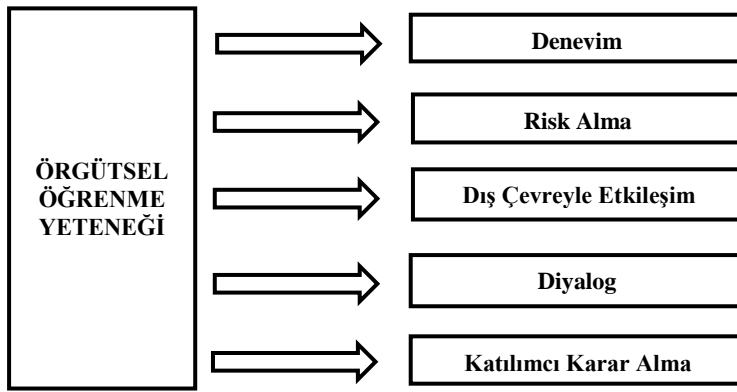 ÖRGÜTSEL
ÖĞRENME
YETENEĞİ
Denevim
Risk Alma
Dış Çevreyle Etkileşim
Diyalog
Katılımcı Karar Alma